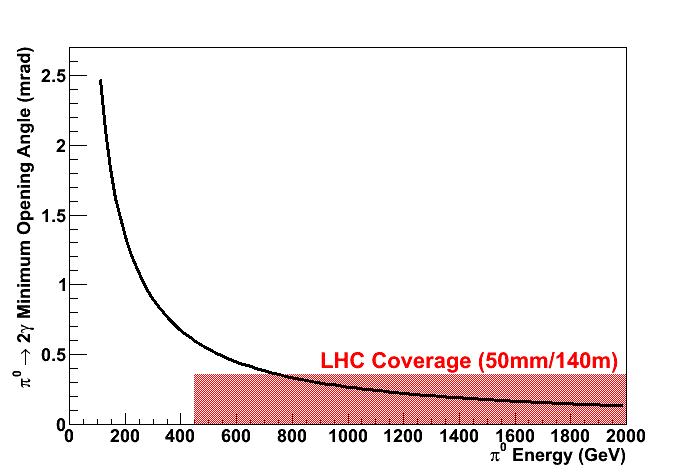 π⁰ → 2γ Minimum Opening Angle (mrad)
2.5
2
1.5
1
0.5
0
LHC Coverage (50mm/140m)
0 200 400 600 800 1000 1200 1400 1600 1800 2000
π⁰ Energy (GeV)